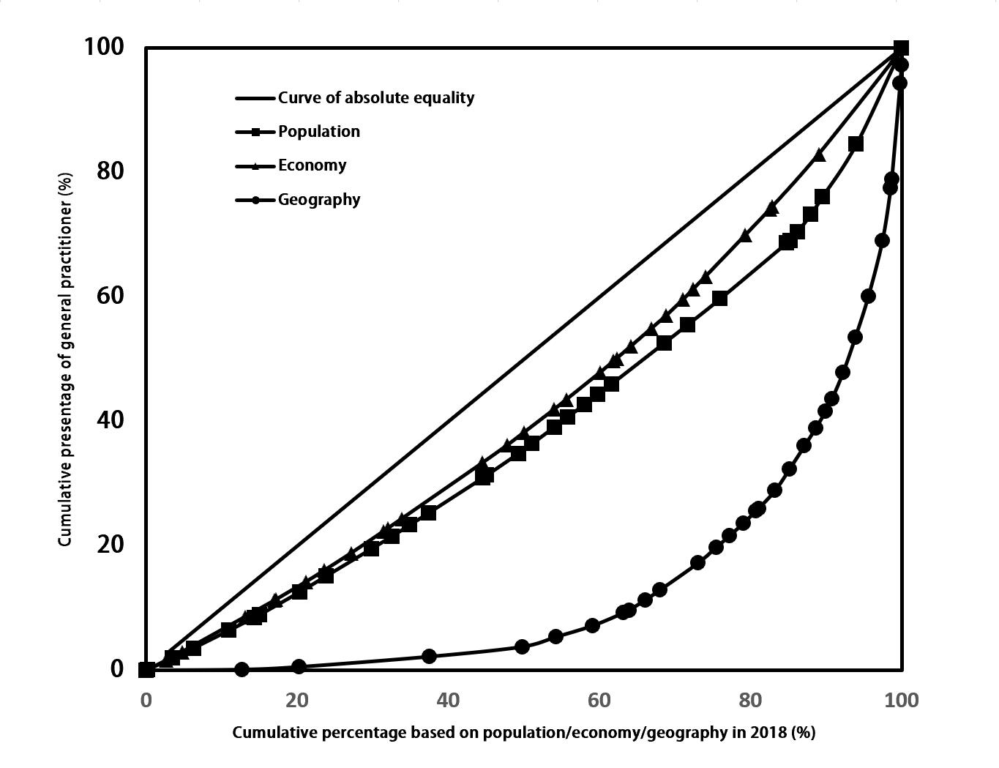 100
80
60
40
20
0
Cumulative presentage of general practitioner (%)
Curve of absolute equality
Population
Economy
Geography
0 20 40 60 80 100
Cumulative percentage based on population/economy/geography in 2018 (%)